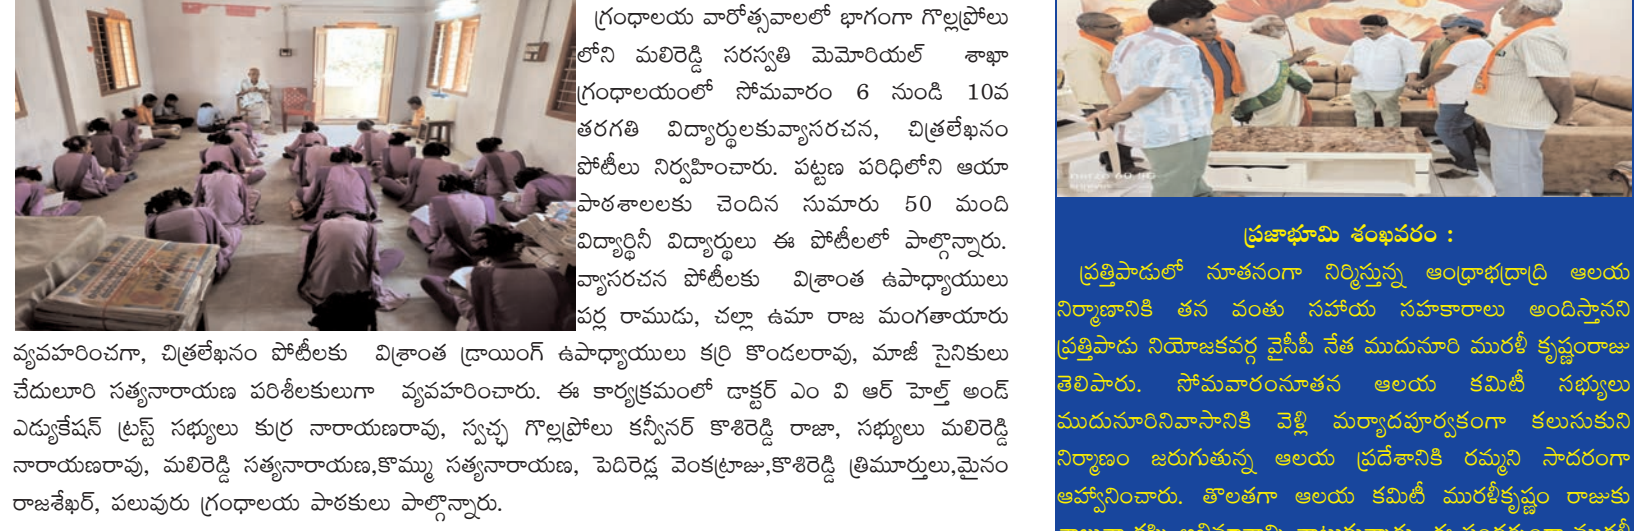 గ్రంథాలయ వారోత్సవాలలో భాగంగా గొల్లప్రోలు
లోని మలిరెడ్డి సరస్వతి మెమోరియల్ శాఖా
గ్రంథాలయంలో సోమవారం 6 నుండి 10వ
తరగతి విద్యార్థులకువ్యాసరచన, చిత్రలేఖనం
పోటీలు నిర్వహించారు. పట్టణ పరిధిలోని ఆయా
పాఠశాలలకు చెందిన సుమారు 50 మంది
విద్యార్థినీ విద్యార్థులు ఈ పోటీలలో పాల్గొన్నారు.
వ్యాసరచన పోటీలకు విశ్రాంత ఉపాధ్యాయులు
పర్ల రాముడు, చల్లా ఉమా రాజ మంగతాయారు
వ్యవహరించగా, చిత్రలేఖనం పోటీలకు విశ్రాంత డ్రాయింగ్ ఉపాధ్యాయులు కర్రి కొండలరావు, మాజీ సైనికులు
చేదులూరి సత్యనారాయణ పరిశీలకులుగా వ్యవహరించారు. ఈ కార్యక్రమంలో డాక్టర్ ఎం వి ఆర్ హెల్త్ అండ్
ఎడ్యుకేషన్ ట్రస్ట్ సభ్యులు కుర్ర నారాయణరావు, స్వచ్ఛ గొల్లప్రోలు కన్వీనర్ కొశిరెడ్డి రాజా, సభ్యులు మలిరెడ్డి
నారాయణరావు, మలిరెడ్డి సత్యనారాయణ,కొమ్ము సత్యనారాయణ, పెదిరెడ్ల వెంకట్రాజు,కొశిరెడ్డి త్రిమూర్తులు,మైనం
రాజశేఖర్, పలువురు గ్రంథాలయ పాఠకులు పాల్గొన్నారు.
ప్రజాభూమి శంఖవరం :
ప్రత్తిపాడులో నూతనంగా నిర్మిస్తున్న ఆంధ్రాభద్రాద్రి ఆలయ
నిర్మాణానికి తన వంతు సహాయ సహకారాలు అందిస్తానని
ప్రత్తిపాడు నియోజకవర్గ వైసీపీ నేత ముదునూరి మురళీ కృష్ణంరాజు
తెలిపారు. సోమవారంనూతన ఆలయ కమిటీ సభ్యులు
ముదునూరినివాసానికి వెళ్లి మర్యాదపూర్వకంగా కలుసుకుని
నిర్మాణం జరుగుతున్న ఆలయ ప్రదేశానికి రమ్మని సాదరంగా
ఆహ్వానించారు. తొలతగా ఆలయ కమిటీ మురళీకృష్ణం రాజుకు